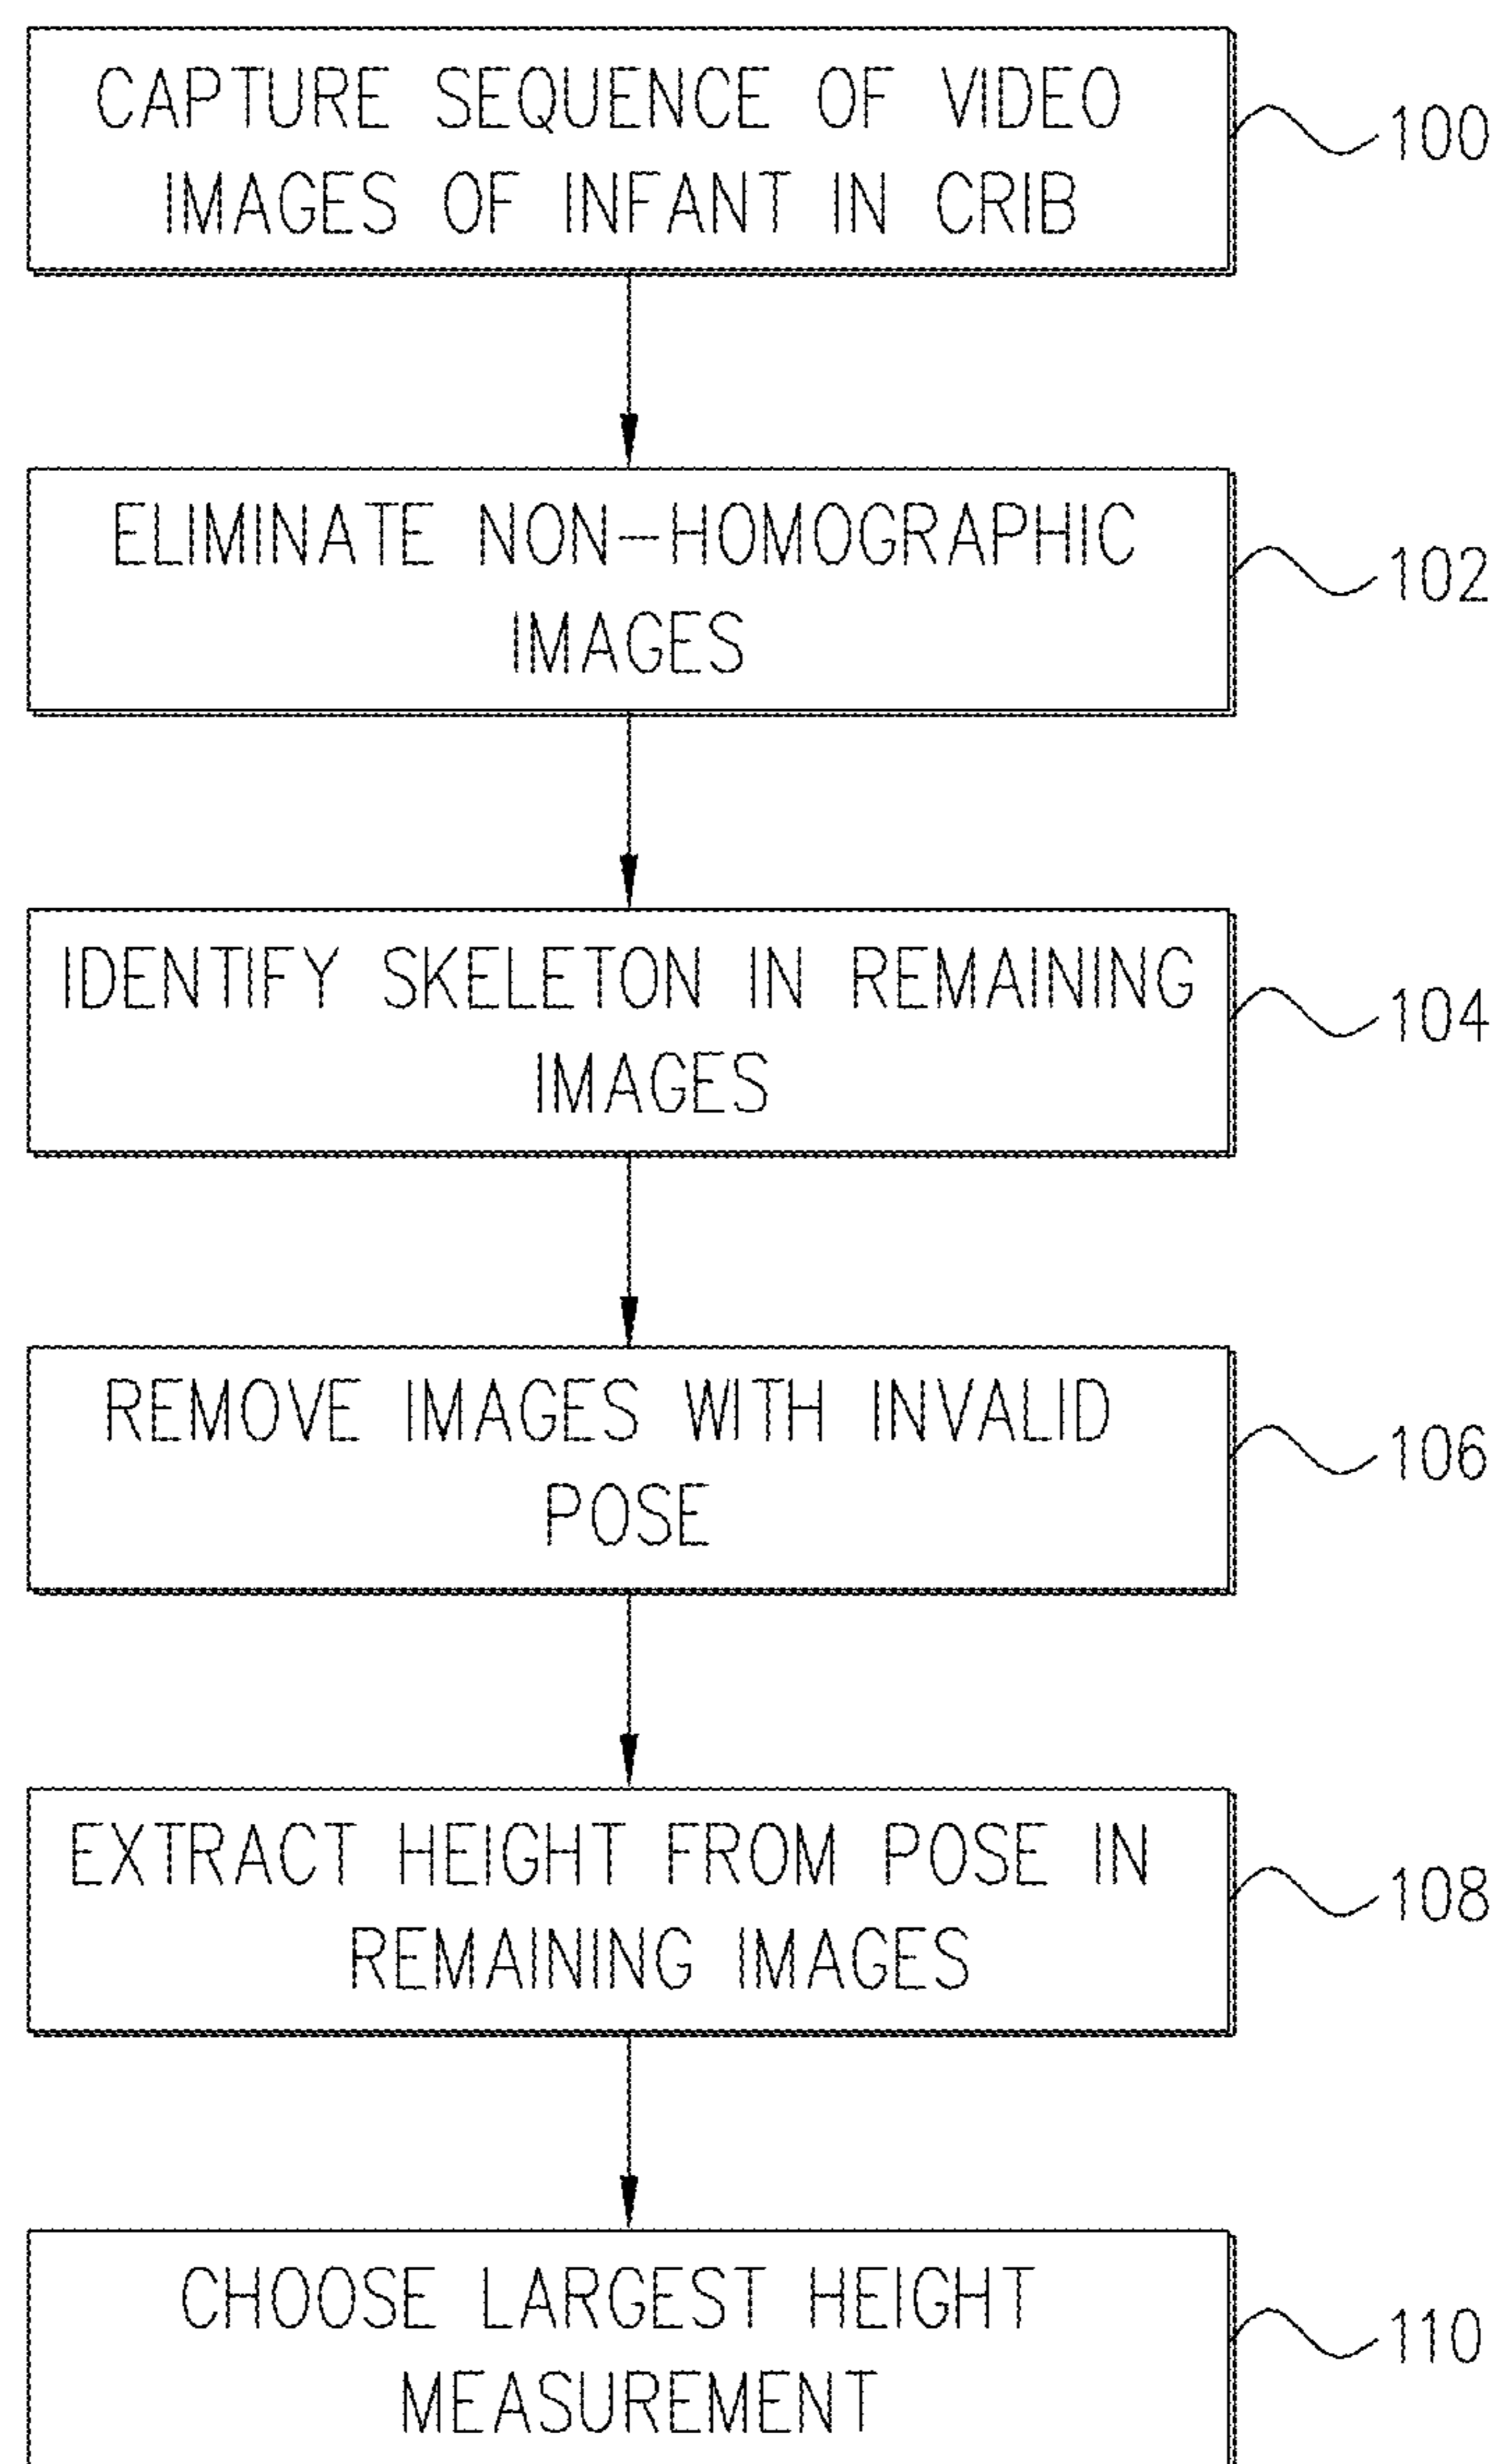 CAPTURE SEQUENCE OF VIDEO
IMAGES OF INFANT IN CRIB
100
ELIMINATE NON-HOMOGRAPHIC
IMAGES
102
IDENTIFY SKELETON IN REMAINING
IMAGES
104
REMOVE IMAGES WITH INVALID
POSE
106
EXTRACT HEIGHT FROM POSE IN
REMAINING IMAGES
108
CHOOSE LARGEST HEIGHT
MEASUREMENT
110